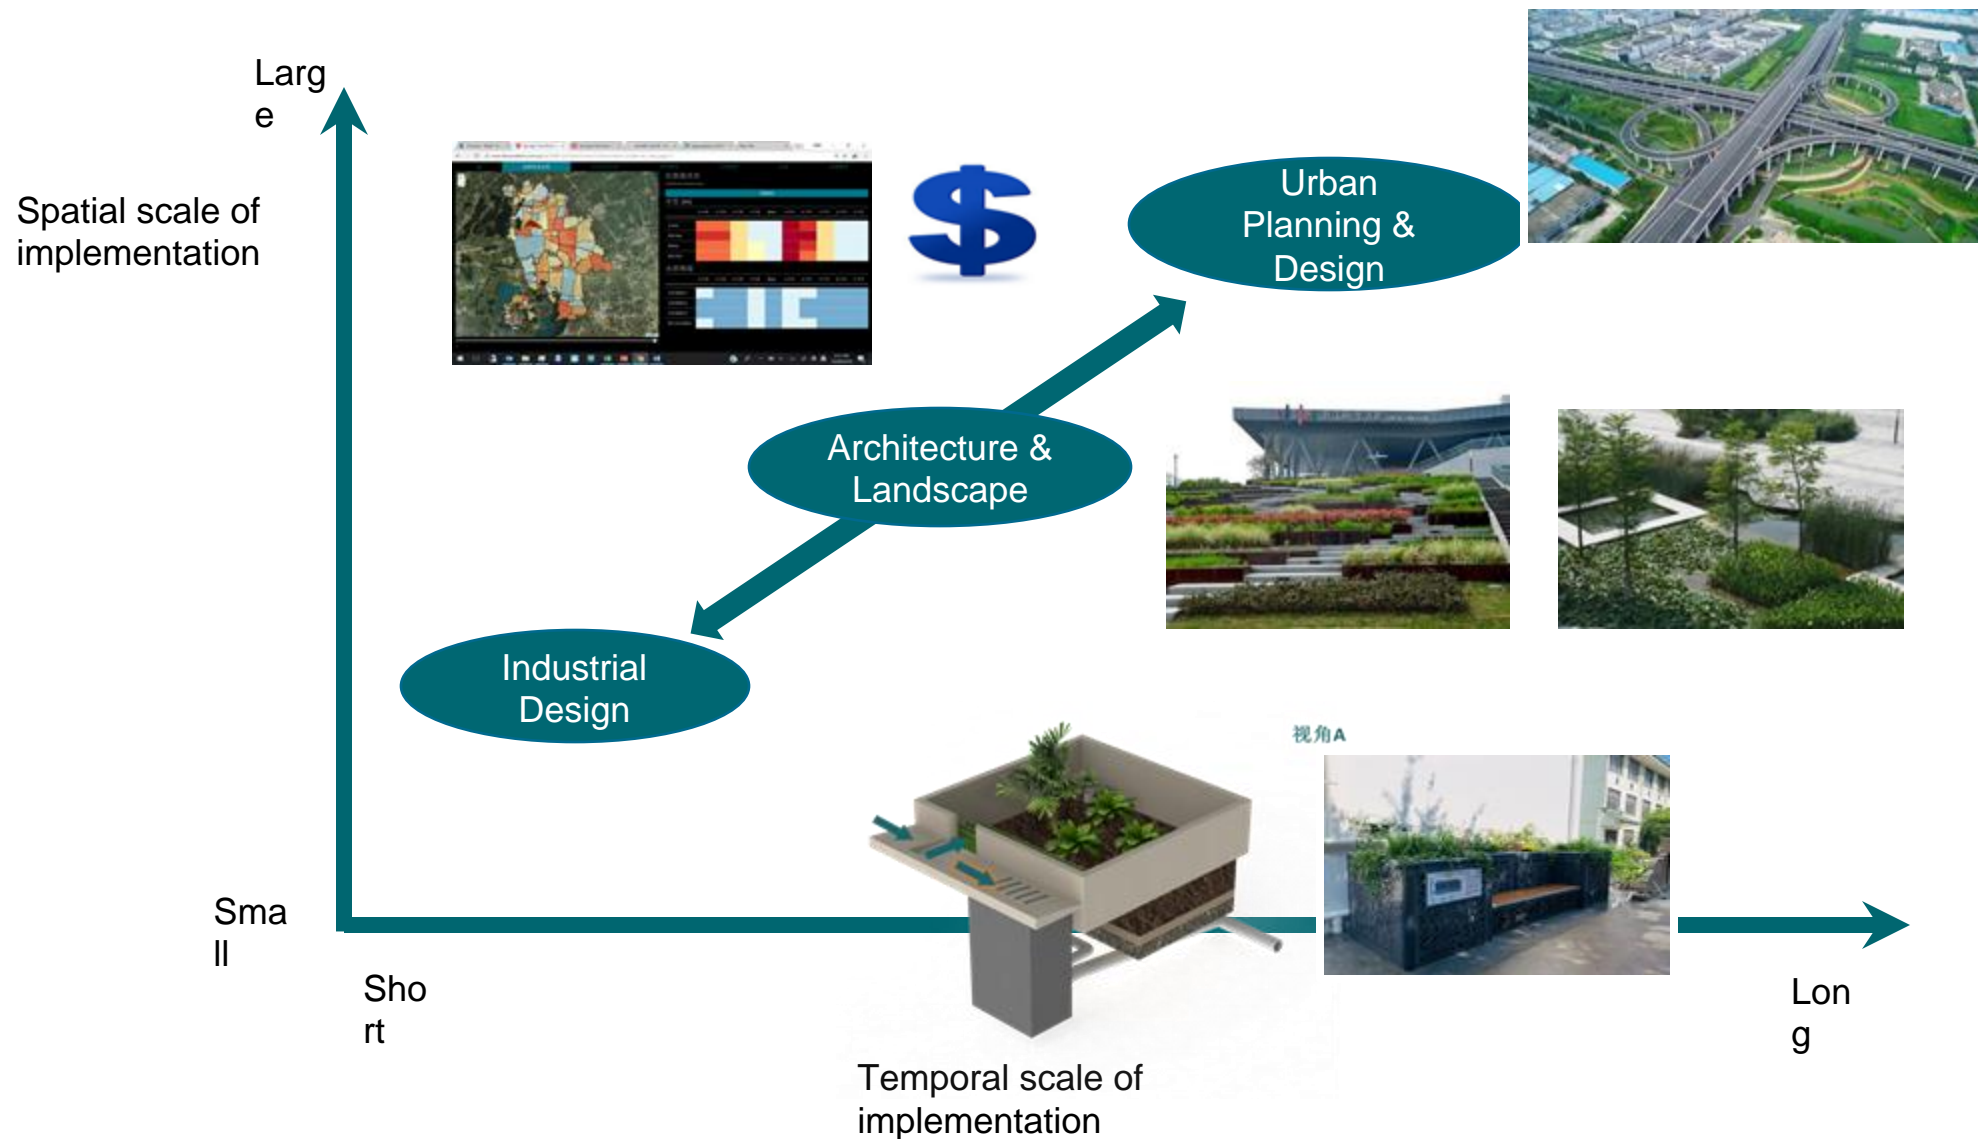 Larg
e
Spatial scale of
implementation
Urban
Planning &
Design
Architecture &
Landscape
Industrial
Design
视角A
Sma
ll
Sho
rt
Lon
g
Temporal scale of
implementation